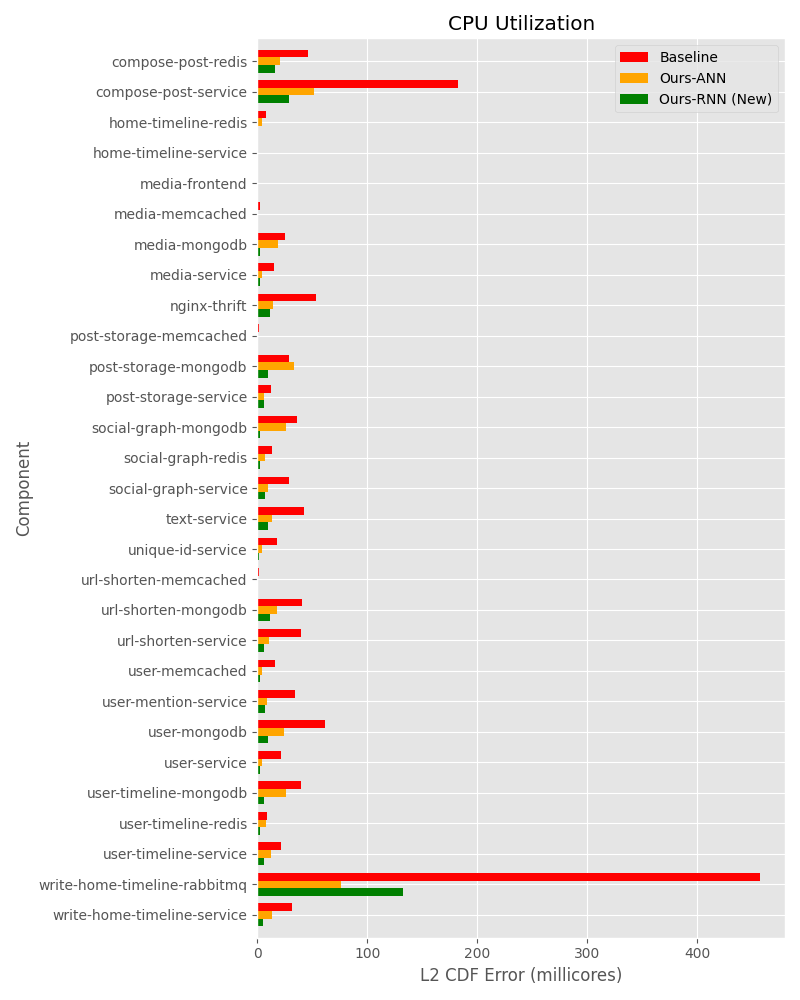 CPU Utilization
Baseline
Ours-ANN
Ours-RNN (New)
Component
compose-post-redis
compose-post-service
home-timeline-redis
home-timeline-service
media-frontend
media-memcached
media-mongodb
media-service
nginx-thrift
post-storage-memcached
post-storage-mongodb
post-storage-service
social-graph-mongodb
social-graph-redis
social-graph-service
text-service
unique-id-service
url-shorten-memcached
url-shorten-mongodb
url-shorten-service
user-memcached
user-mention-service
user-mongodb
user-service
user-timeline-mongodb
user-timeline-redis
user-timeline-service
write-home-timeline-rabbitmq
write-home-timeline-service
0 100 200 300 400
L2 CDF Error (millicores)